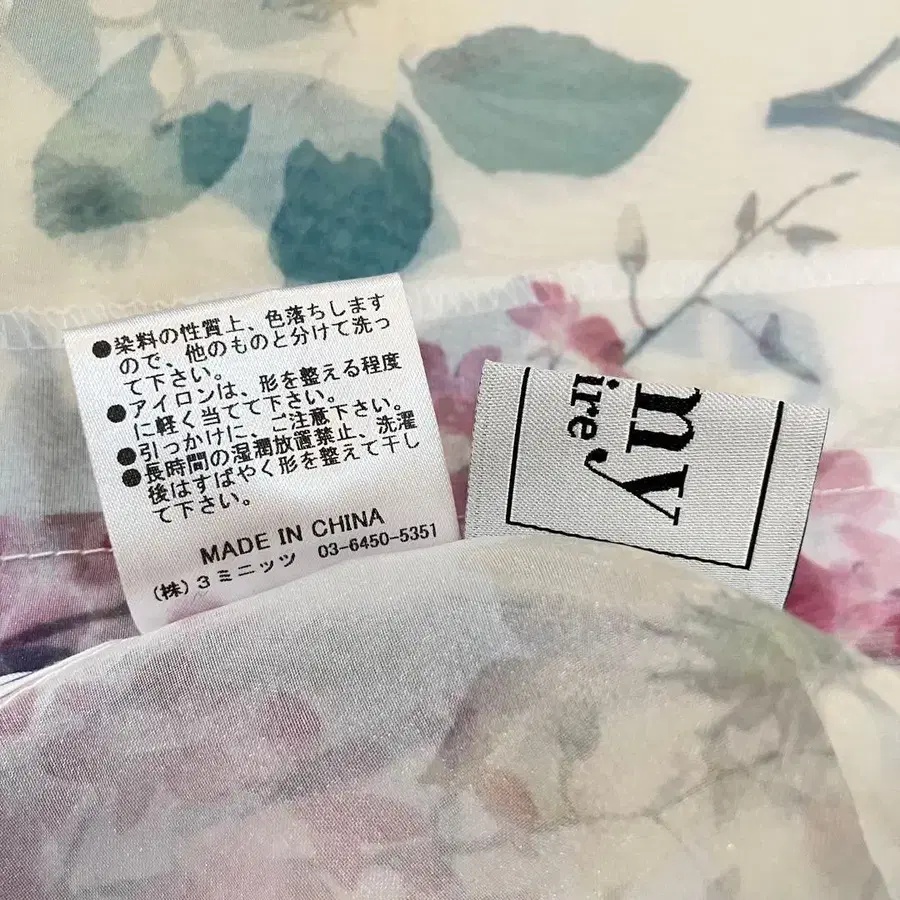 ●染料の性質上、色落ちします
ので、他のものと分けて洗っ
て下さい。
●アイロンは、形を整える程度
に軽く当てて下さい。
●引っかけに、ご注意下さい。
●長時間の湿潤放置禁止、洗濯
後はすばやく形を整えて干し
て下さい。
MADE IN CHINA
(株)3ミニッツ 03-6450-5351
ny
ire